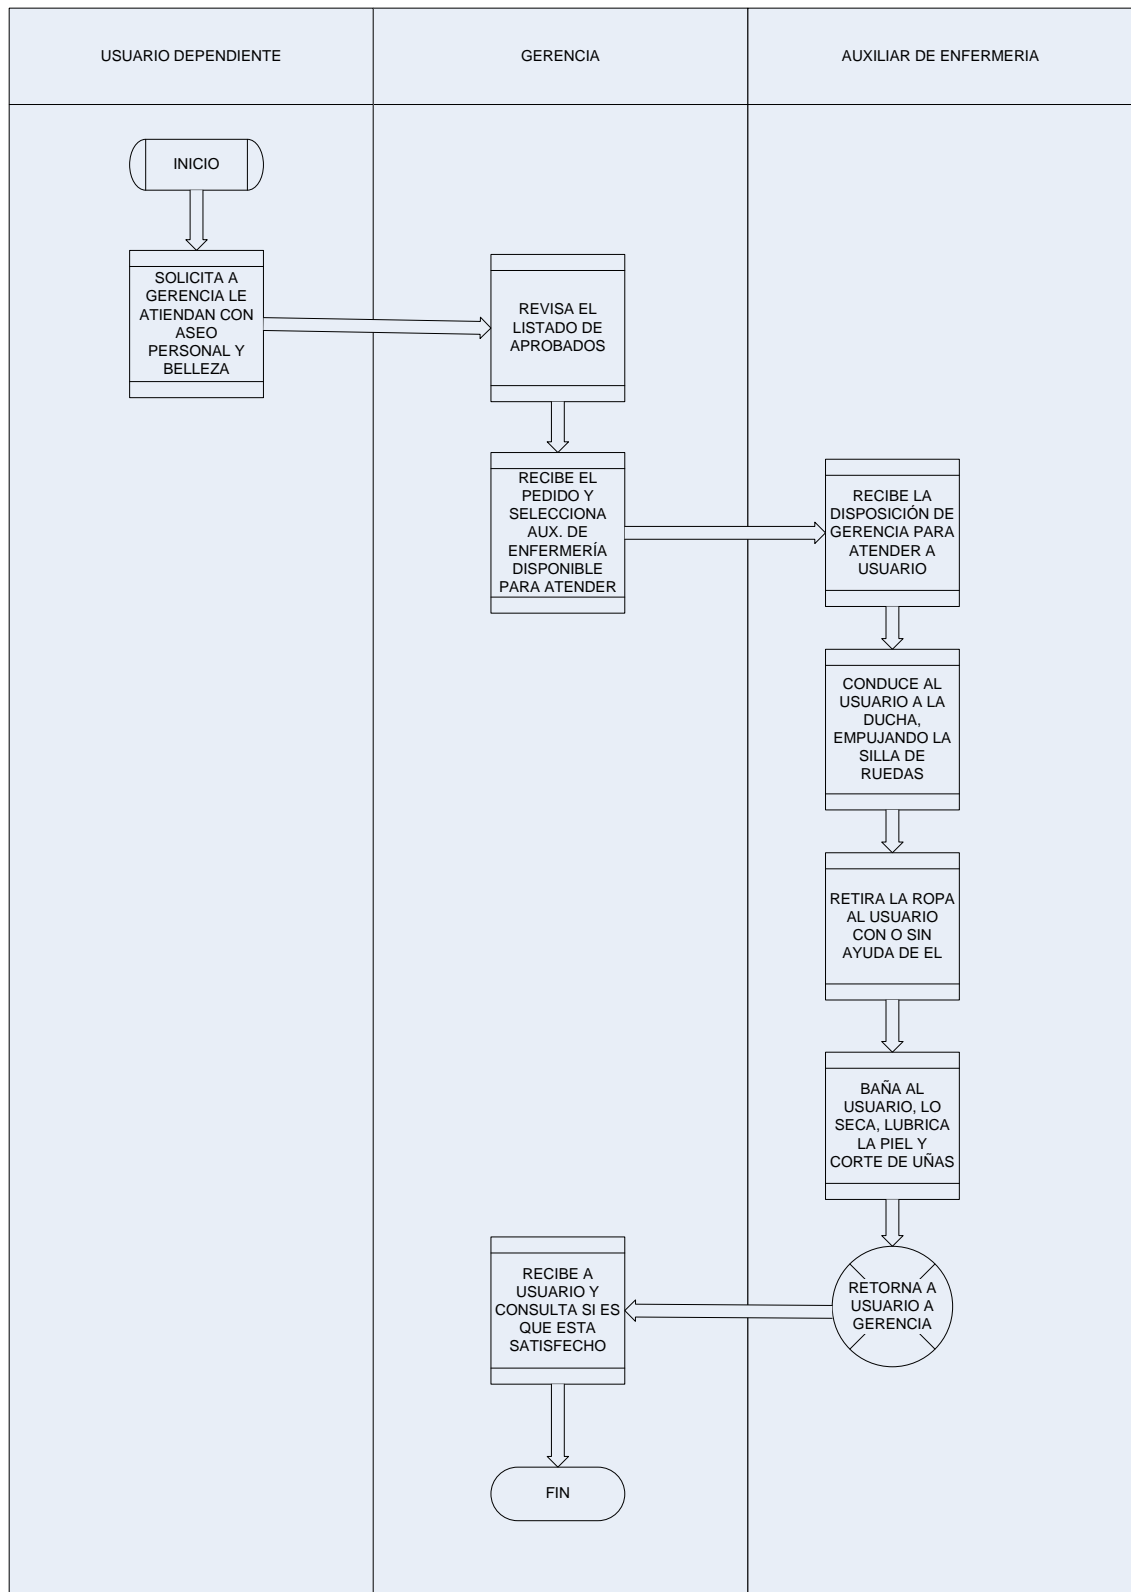 USUARIO DEPENDIENTE
GERENCIA
AUXILIAR DE ENFERMERIA
INICIO
SOLICITA A
GERENCIA LE
ATIENDAN CON
ASEO
PERSONAL Y
BELLEZA
REVISA EL
LISTADO DE
APROBADOS
RECIBE EL
PEDIDO Y
SELECCIONA
AUX. DE
ENFERMERÍA
DISPONIBLE
PARA ATENDER
RECIBE LA
DISPOSICIÓN DE
GERENCIA PARA
ATENDER A
USUARIO
CONDUCE AL
USUARIO A LA
DUCHA,
EMPUJANDO LA
SILLA DE
RUEDAS
RETIRA LA ROPA
AL USUARIO
CON O SIN
AYUDA DE EL
BAÑA AL
USUARIO, LO
SECA, LUBRICA
LA PIEL Y
CORTE DE UÑAS
RETORNA A
USUARIO A
GERENCIA
RECIBE A
USUARIO Y
CONSULTA SI ES
QUE ESTA
SATISFECHO
FIN